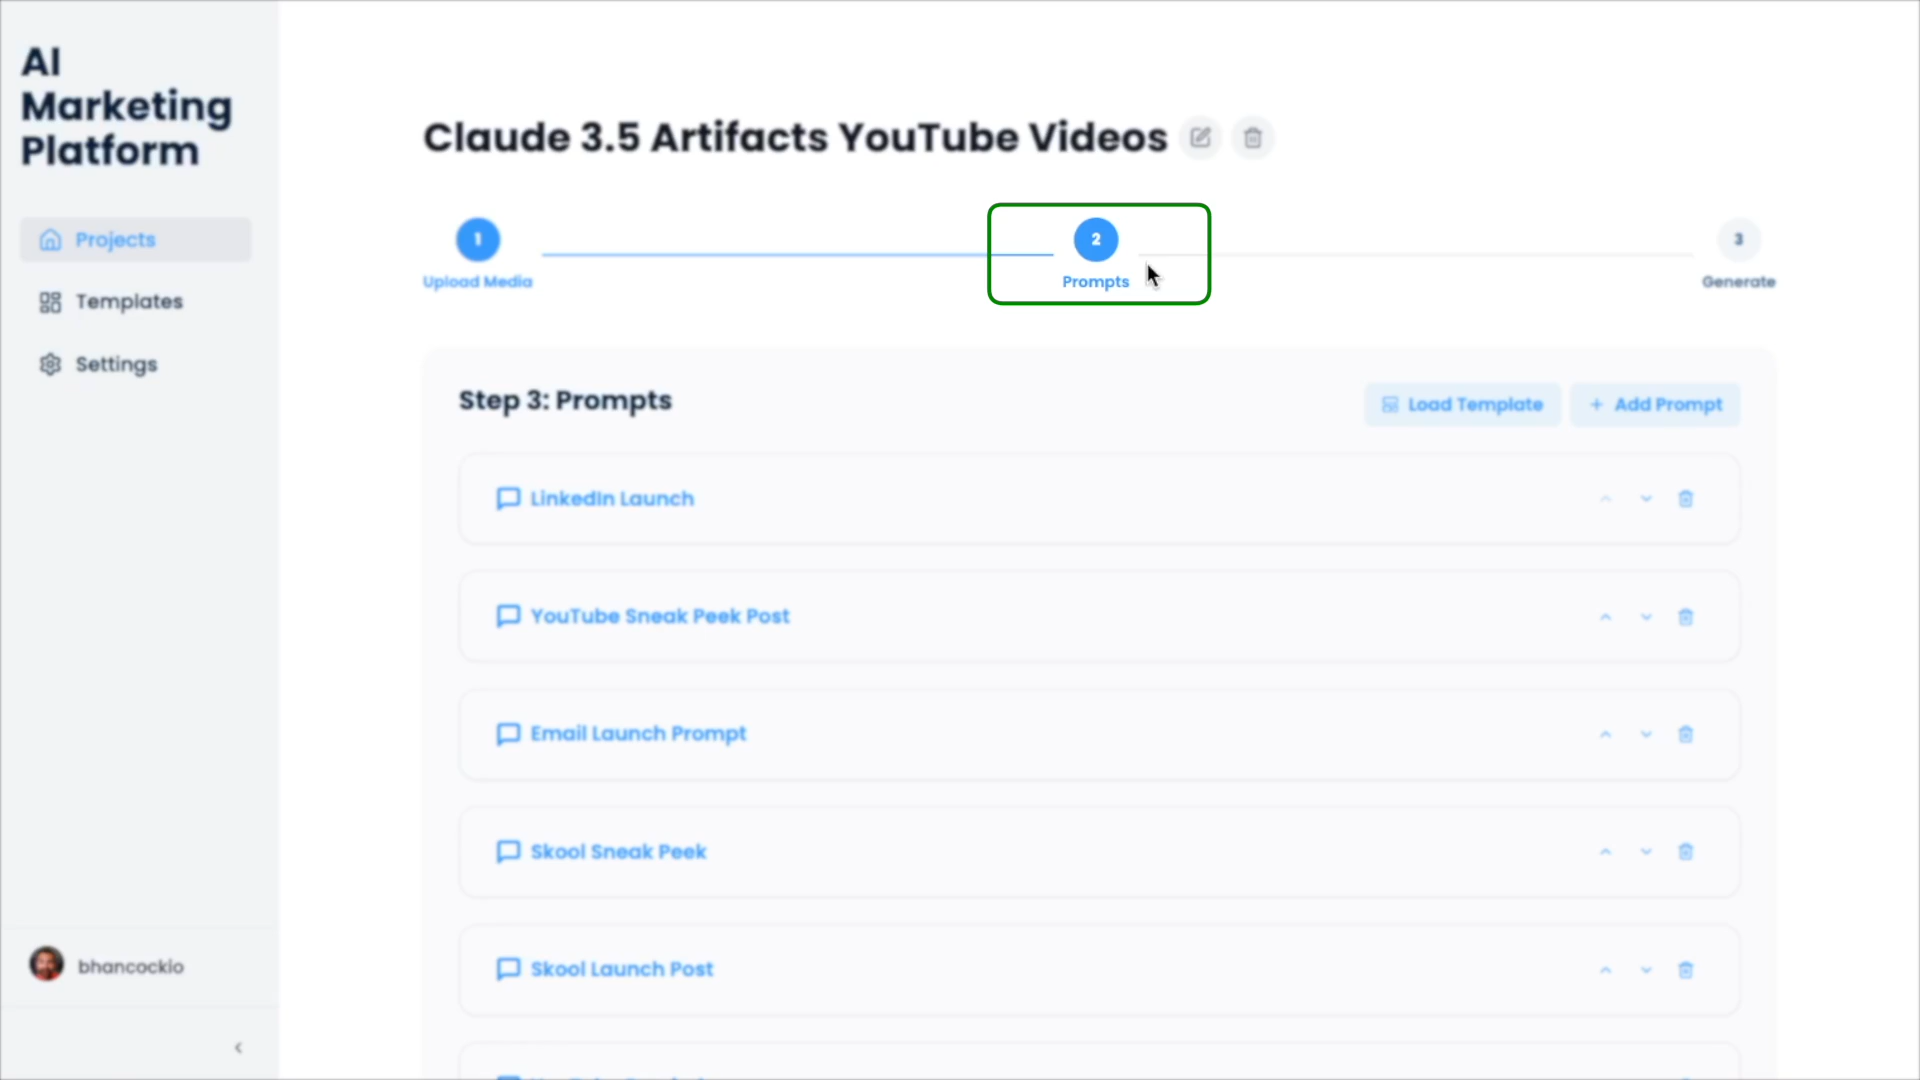 AI
Marketing
Platform
Projects
Templates
Settings
bhancockio
Claude 3.5 Artifacts YouTube Videos
1
Upload Media
2
Prompts
3
Generate
Step 3: Prompts
Load Template
+ Add Prompt
LinkedIn Launch
YouTube Sneak Peek Post
Email Launch Prompt
Skool Sneak Peek
Skool Launch Post